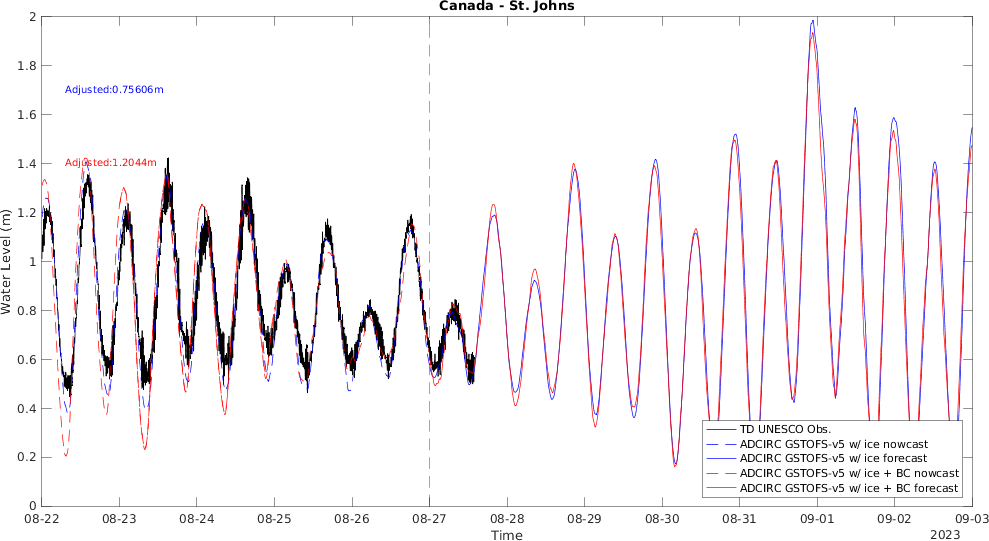 Canada - St. Johns
2
1.8
Adjusted:0.75606m
1.6
1.4
Adjusted:1.2044m
1.2
1
Water Level (m)
0.8
0.6
0.4
TD UNESCO Obs.
ADCIRC GSTOFS-v5 w/ ice nowcast
ADCIRC GSTOFS-v5 w/ ice forecast
0.2
ADCIRC GSTOFS-v5 w/ ice + BC nowcast
ADCIRC GSTOFS-v5 w/ ice + BC forecast
0
08-22 08-23 08-24 08-25 08-26 08-27 08-28 08-29 08-30 08-31 09-01 09-02 09-03
Time
2023